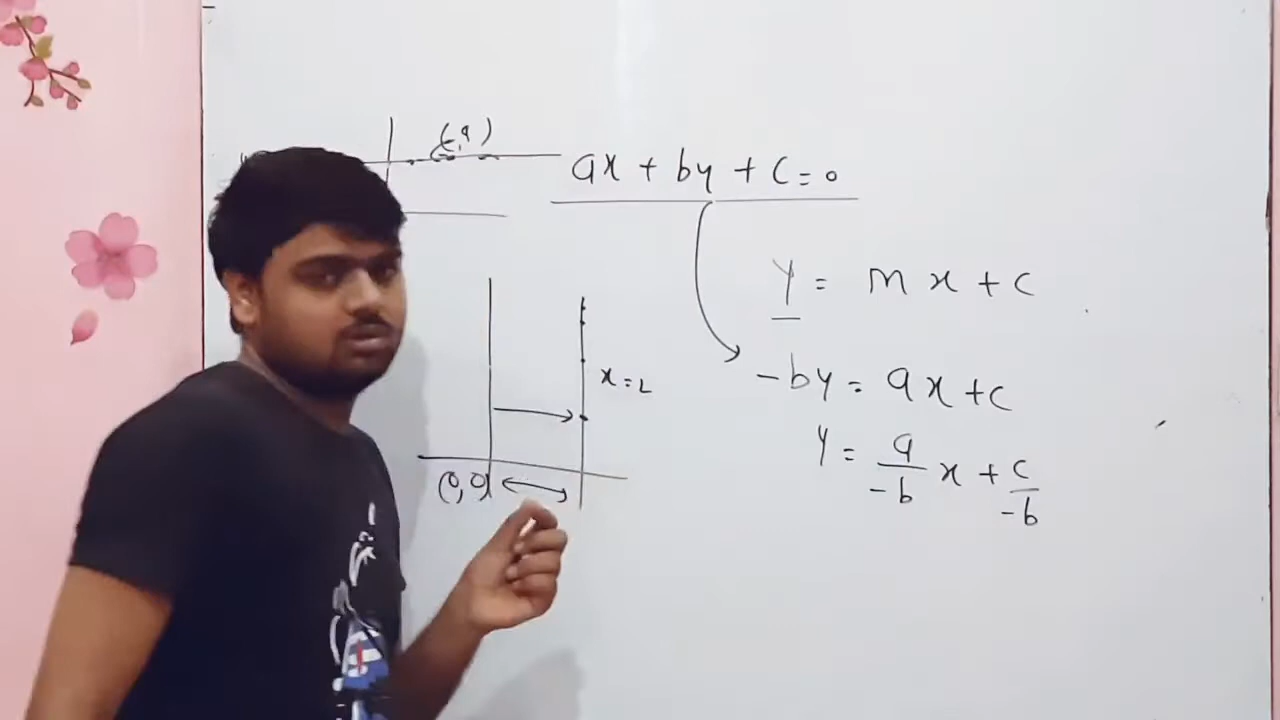 ax + by + c = 0
y = mx + c
x = 2
-by = ax + c
(0,0)
y = a/-b x + c/-b